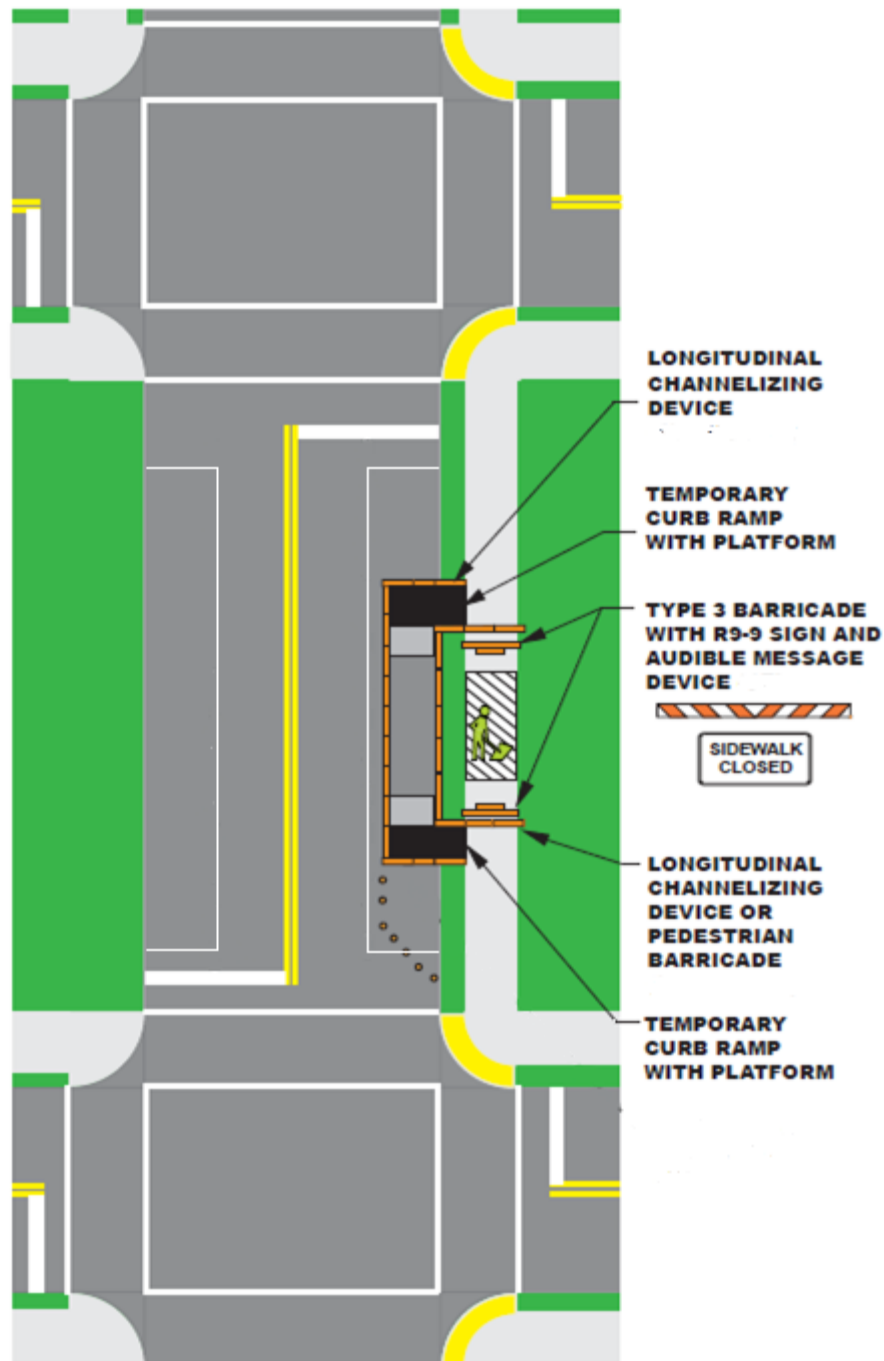 LONGITUDINAL
CHANNELIZING
DEVICE
TEMPORARY
CURB RAMP
WITH PLATFORM
TYPE 3 BARRICADE
WITH R9-9 SIGN AND
AUDIBLE MESSAGE
DEVICE
SIDEWALK
CLOSED
LONGITUDINAL
CHANNELIZING
DEVICE OR
PEDESTRIAN
BARRICADE
TEMPORARY
CURB RAMP
WITH PLATFORM